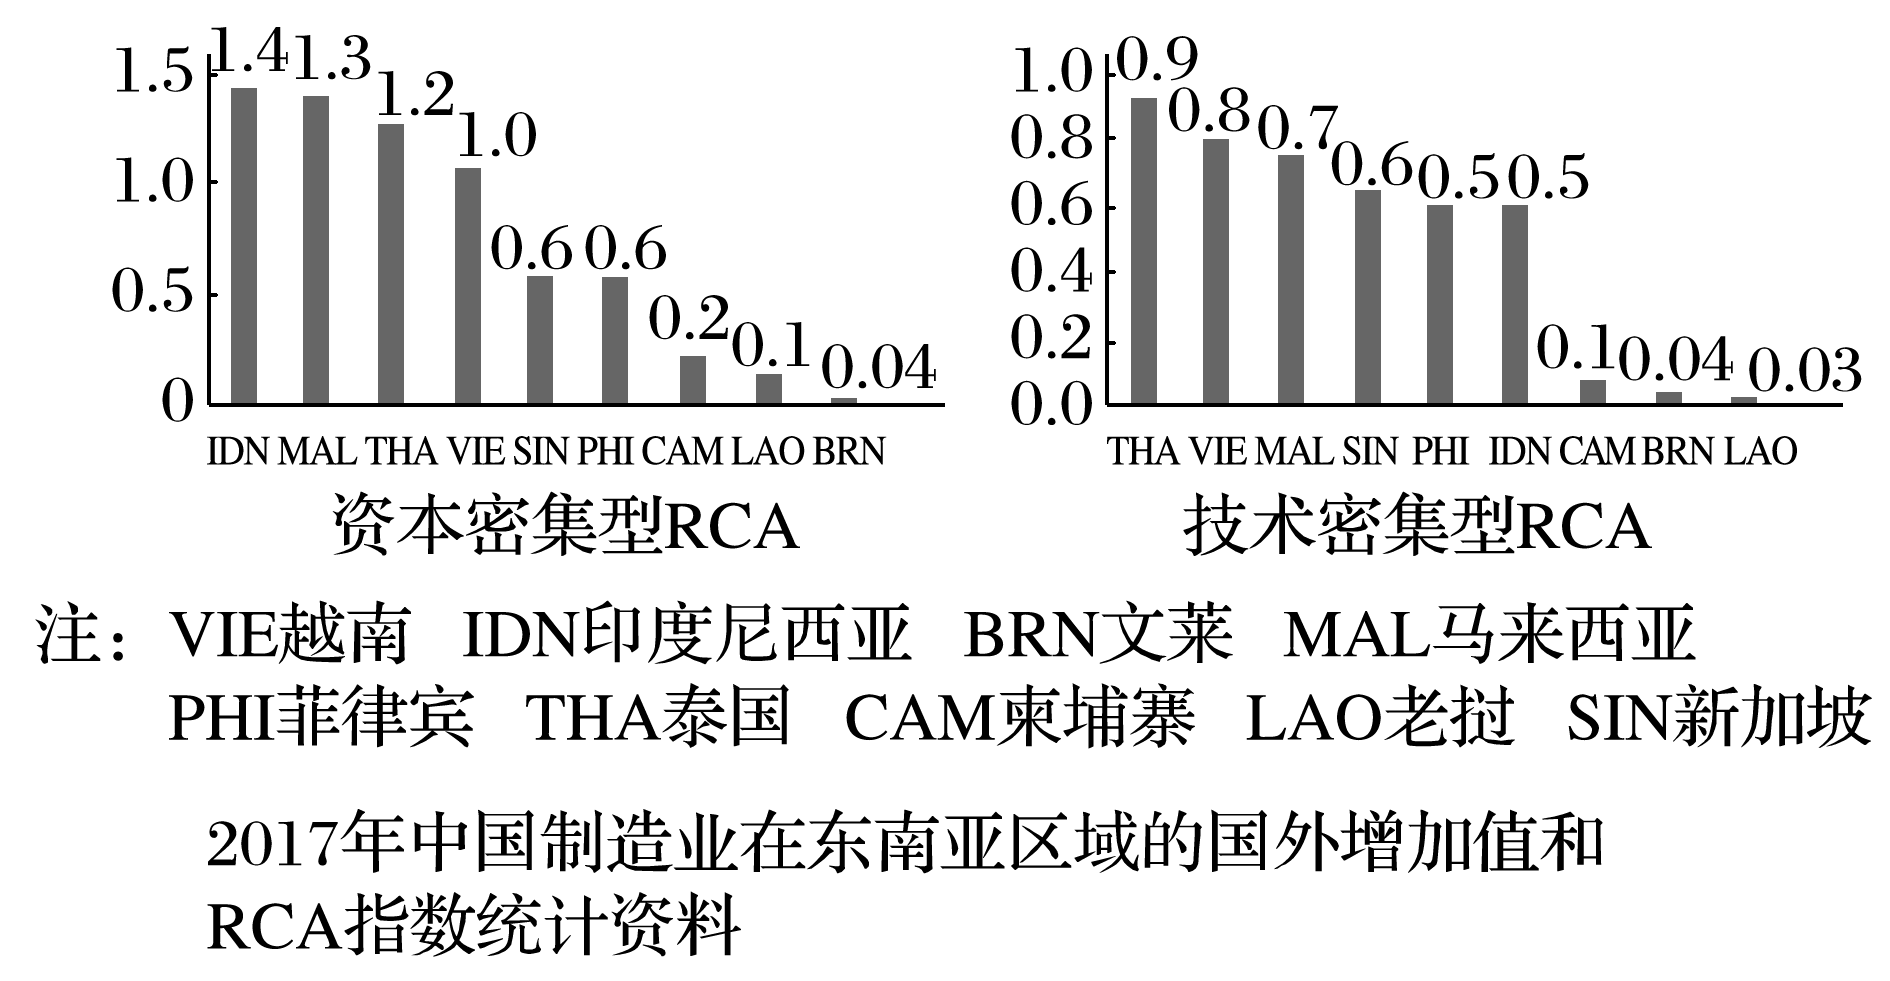 1.5
1.0
0.5
0
1.4 1.3 1.2 1.0 0.6 0.6 0.2 0.1 0.04
IDN MAL THA VIE SIN PHI CAM LAO BRN
资本密集型RCA
1.0
0.8
0.6
0.4
0.2
0.0
0.9 0.8 0.7 0.6 0.5 0.5 0.1 0.04 0.03
THA VIE MAL SIN PHI IDN CAM BRN LAO
技术密集型RCA
注：VIE越南 IDN印度尼西亚 BRN文莱 MAL马来西亚
PHI菲律宾 THA泰国 CAM柬埔寨 LAO老挝 SIN新加坡
2017年中国制造业在东南亚区域的国外增加值和
RCA指数统计资料